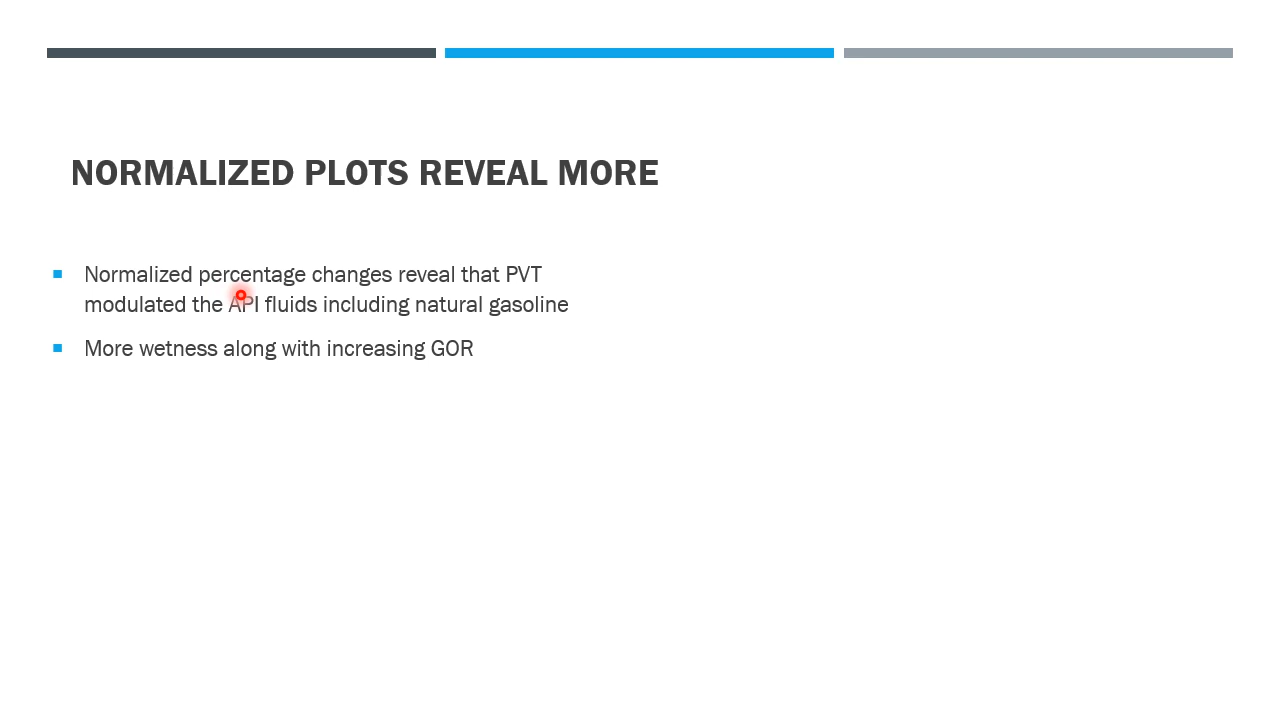 NORMALIZED PLOTS REVEAL MORE
Normalized percentage changes reveal that PVT
modulated the API fluids including natural gasoline
More wetness along with increasing GOR